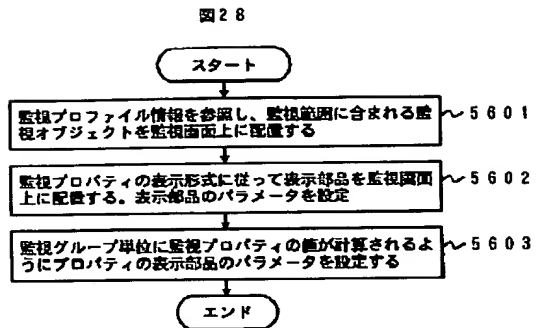 図28
スタート
監視プロファイル情報を参照し、監視範囲に含まれる監
視オブジェクトを監視画面上に配置する
5601
監視プロパティの表示形式に従って表示部品を監視画面
上に配置する。表示部品のパラメータを設定
5602
監視グループ単位に監視プロパティの値が計算されるよ
うにプロパティの表示部品のパラメータを設定する
5603
エンド